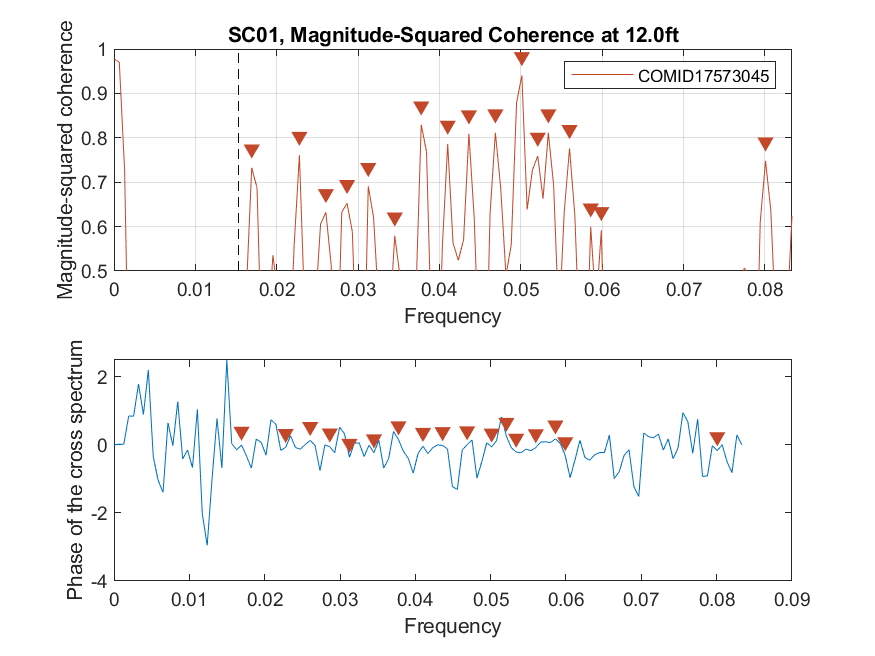 SC01, Magnitude-Squared Coherence at 12.0ft
Magnitude-squared coherence
1
0.9
0.8
0.7
0.6
0.5
COMID17573045
0 0.01 0.02 0.03 0.04 0.05 0.06 0.07 0.08
Frequency
Phase of the cross spectrum
2
0
-2
-4
0 0.01 0.02 0.03 0.04 0.05 0.06 0.07 0.08 0.09
Frequency